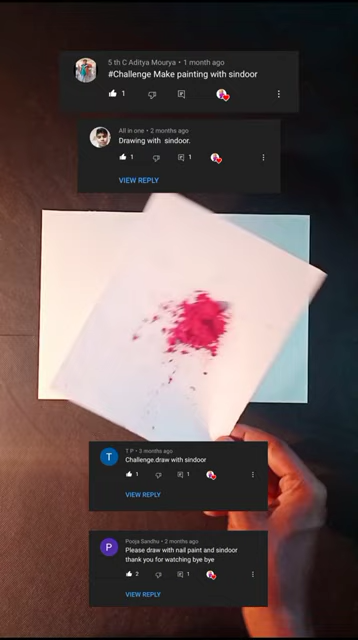 5 th C Aditya Mourya • 1 month ago
#Challenge Make painting with sindoor
1
All in one • 2 months ago
Drawing with sindoor.
1 1
VIEW REPLY
T
T P • 3 months ago
Challenge.draw with sindoor
1 1
VIEW REPLY
P
Pooja Sandhu • 2 months ago
Please draw with nail paint and sindoor
thank you for watching bye bye
2 1
VIEW REPLY